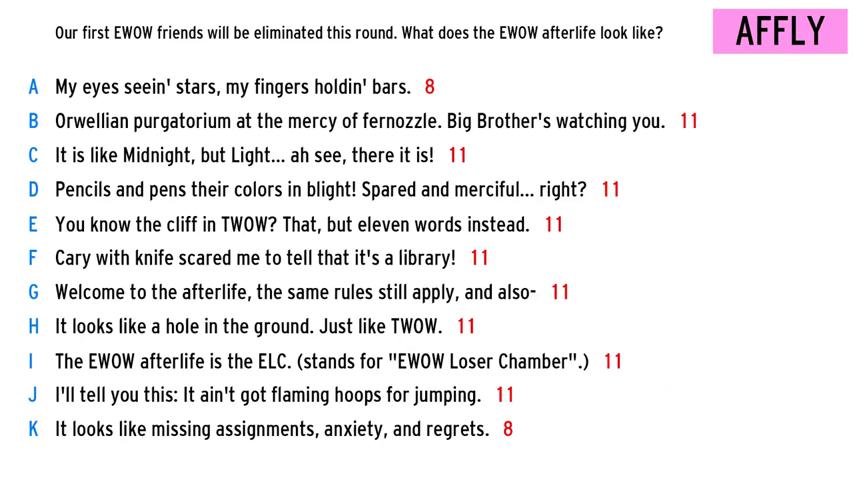 Our first EWOW friends will be eliminated this round. What does the EWOW afterlife look like?
AFFLY
A My eyes seein' stars, my fingers holdin' bars. 8
B Orwellian purgatorium at the mercy of fernozzle. Big Brother's watching you. 11
C It is like Midnight, but Light... ah see, there it is! 11
D Pencils and pens their colors in blight! Spared and merciful... right? 11
E You know the cliff in TWOW? That, but eleven words instead. 11
F Cary with knife scared me to tell that it's a library! 11
G Welcome to the afterlife, the same rules still apply, and also- 11
H It looks like a hole in the ground. Just like TWOW. 11
I The EWOW afterlife is the ELC. (stands for "EWOW Loser Chamber".) 11
J I'll tell you this: It ain't got flaming hoops for jumping. 11
K It looks like missing assignments, anxiety, and regrets. 8